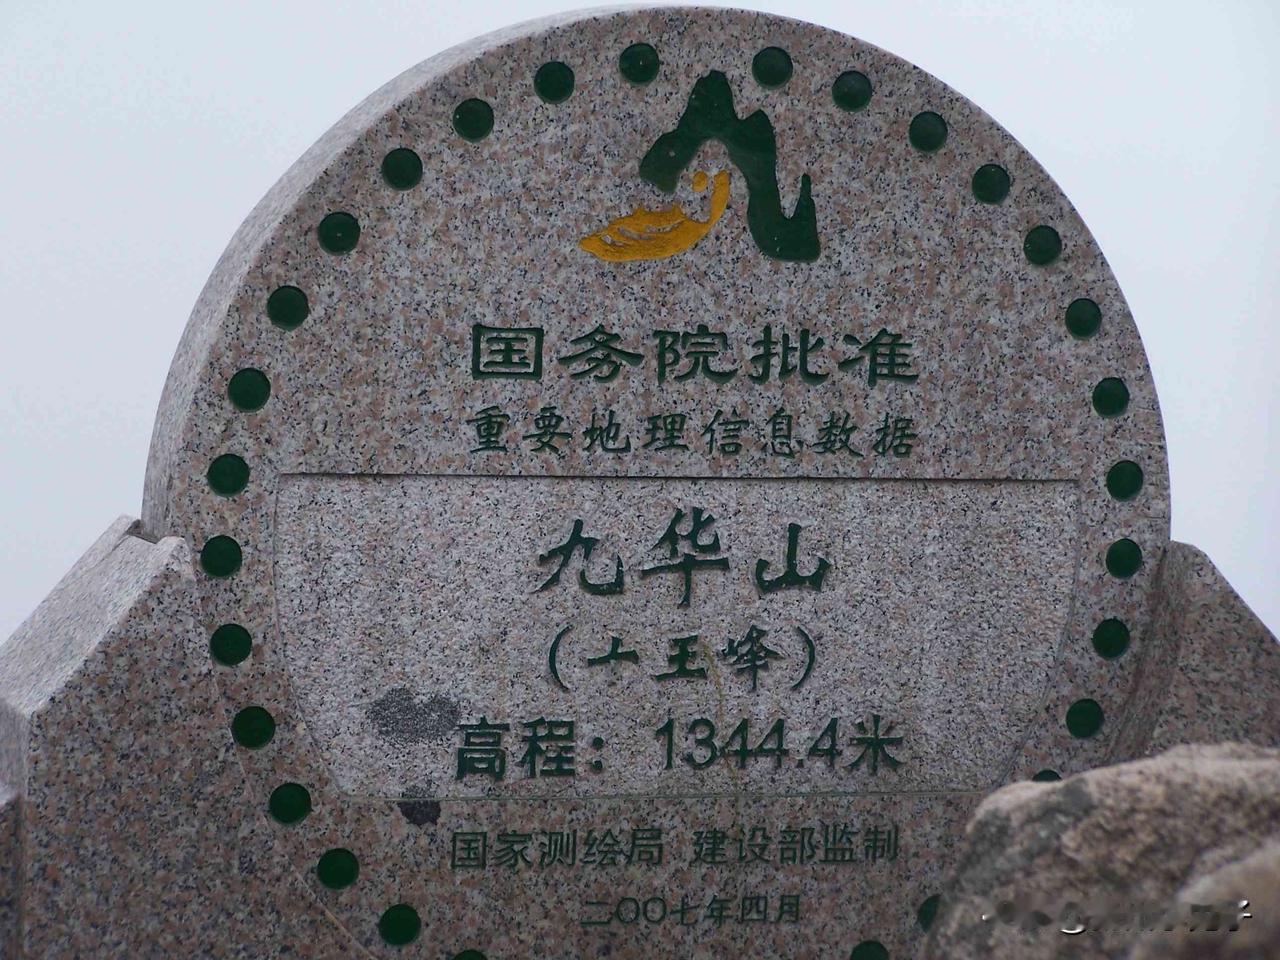 国务院批准
重要地理信息数据
九华山
(十王峰)
高程：1344.4米
国家测绘局 建设部监制
二〇〇七年四月